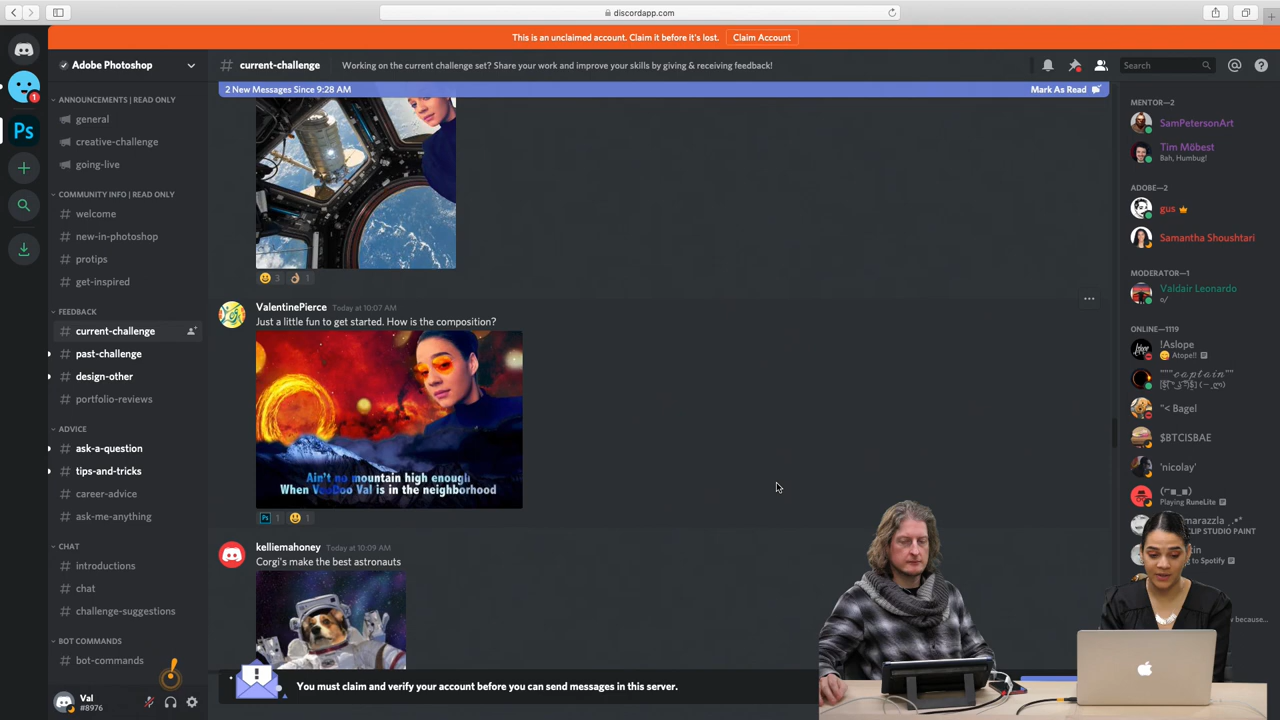 discordapp.com
This is an unclaimed account. Claim it before it's lost. Claim Account
Adobe Photoshop
# current-challenge Working on the current challenge set? Share your work and improve your skills by giving & receiving feedback!
Search
2 New Messages Since 9:28 AM Mark As Read
1
Ps
ANNOUNCEMENTS | READ ONLY
general
creative-challenge
going-live
COMMUNITY INFO | READ ONLY
# welcome
# new-in-photoshop
# protips
# get-inspired
FEEDBACK
# current-challenge
# past-challenge
# design-other
# portfolio-reviews
ADVICE
# ask-a-question
# tips-and-tricks
# career-advice
# ask-me-anything
CHAT
# introductions
# chat
# challenge-suggestions
BOT COMMANDS
# bot-commands
Val
#8976
3 1
ValentinePierce Today at 10:07 AM
Just a little fun to get started. How is the composition?
Ain't no mountain high enough
When VooDoo Val is in the neighborhood
Ps 1 1
kelliemahoney Today at 10:09 AM
Corgi's make the best astronauts
You must claim and verify your account before you can send messages in this server.
MENTOR—2
SamPetersonArt
Tim Möbest
Bah, Humbug!
ADOBE—2
gus
Samantha Shoushtari
MODERATOR—1
Valdair Leonardo
o/
ONLINE—1119
!Aslope
Atope!!
"< Bagel
$BTCISBAE
'nicolay'
Playing RuneLite
CLIP STUDIO PAINT
to Spotify
because...